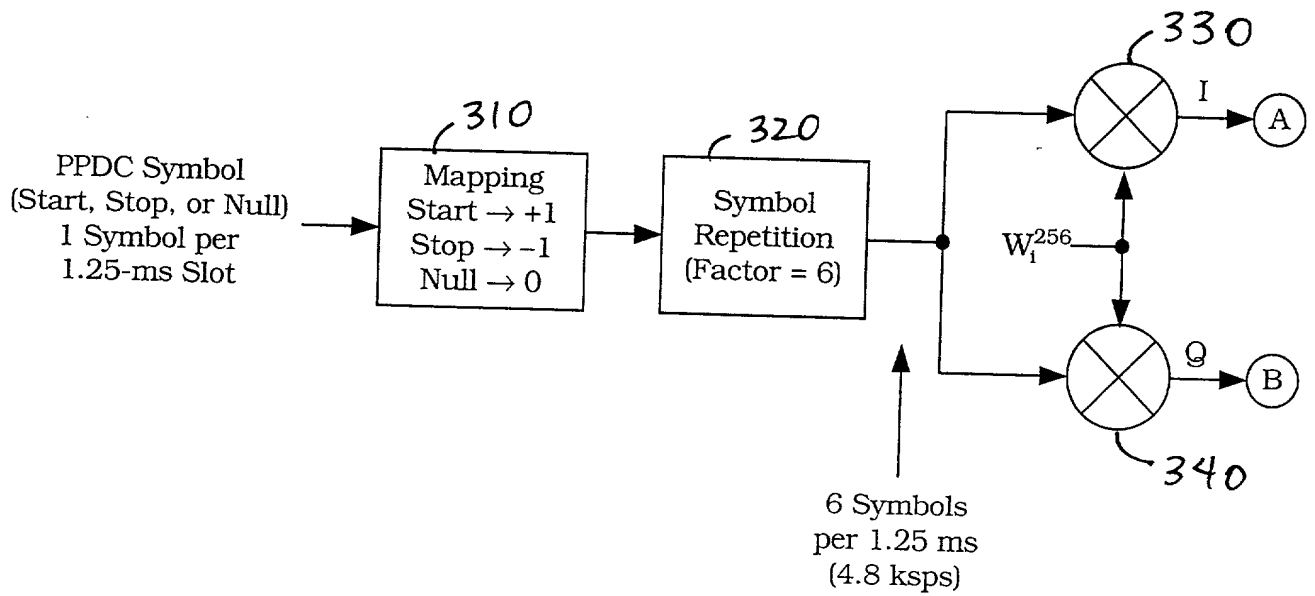 PPDC Symbol
(Start, Stop, or Null)
1 Symbol per
1.25-ms Slot
310
Mapping
Start → +1
Stop → −1
Null → 0
320
Symbol
Repetition
(Factor = 6)
6 Symbols
per 1.25 ms
(4.8 ksps)
330
I
A
W_i^256
Q
B
340